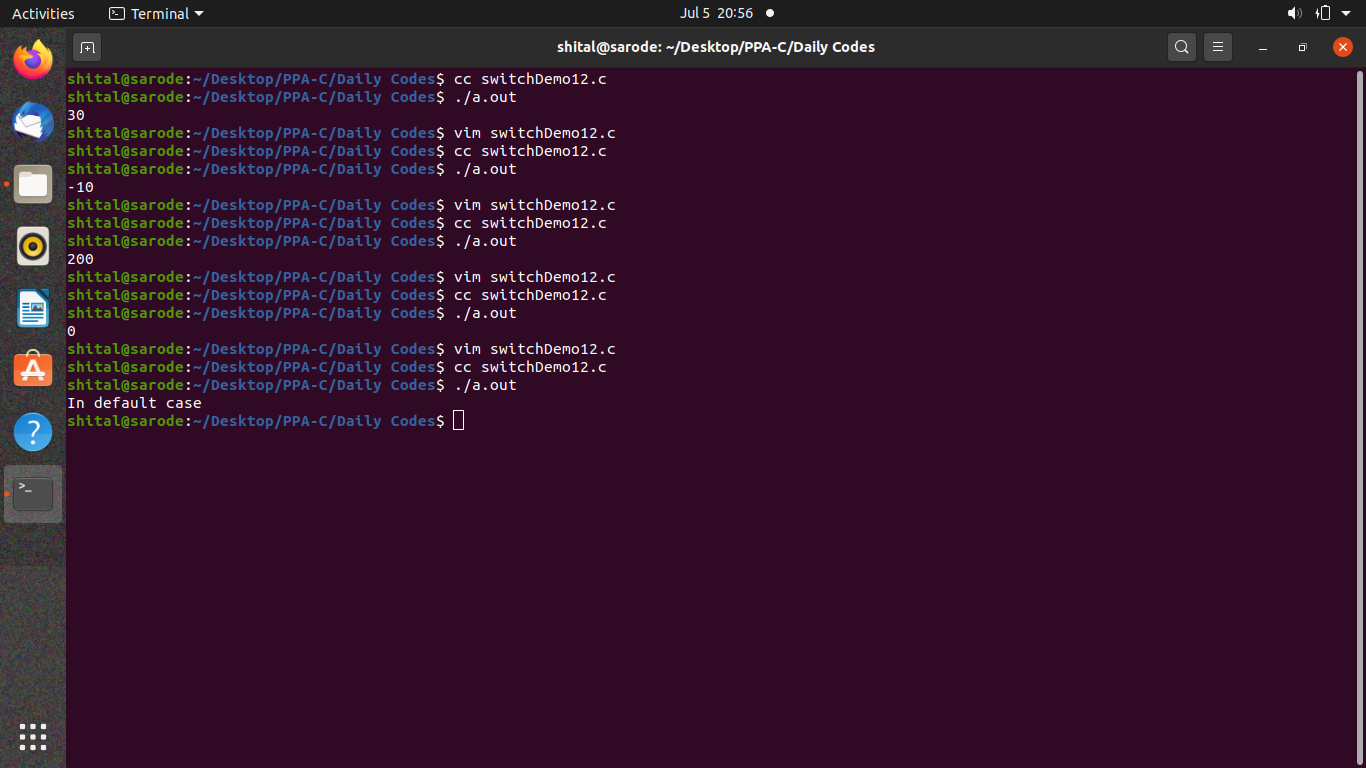 Activities Terminal Jul 5 20:56
shital@sarode: ~/Desktop/PPA-C/Daily Codes
shital@sarode:~/Desktop/PPA-C/Daily Codes$ cc switchDemo12.c
shital@sarode:~/Desktop/PPA-C/Daily Codes$ ./a.out
30
shital@sarode:~/Desktop/PPA-C/Daily Codes$ vim switchDemo12.c
shital@sarode:~/Desktop/PPA-C/Daily Codes$ cc switchDemo12.c
shital@sarode:~/Desktop/PPA-C/Daily Codes$ ./a.out
-10
shital@sarode:~/Desktop/PPA-C/Daily Codes$ vim switchDemo12.c
shital@sarode:~/Desktop/PPA-C/Daily Codes$ cc switchDemo12.c
shital@sarode:~/Desktop/PPA-C/Daily Codes$ ./a.out
200
shital@sarode:~/Desktop/PPA-C/Daily Codes$ vim switchDemo12.c
shital@sarode:~/Desktop/PPA-C/Daily Codes$ cc switchDemo12.c
shital@sarode:~/Desktop/PPA-C/Daily Codes$ ./a.out
0
shital@sarode:~/Desktop/PPA-C/Daily Codes$ vim switchDemo12.c
shital@sarode:~/Desktop/PPA-C/Daily Codes$ cc switchDemo12.c
shital@sarode:~/Desktop/PPA-C/Daily Codes$ ./a.out
In default case
shital@sarode:~/Desktop/PPA-C/Daily Codes$